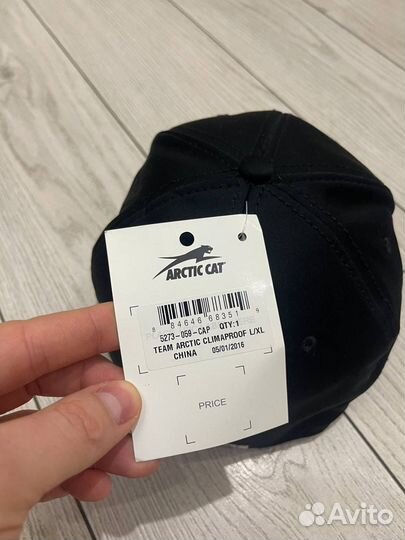 ARCTIC CAT
8 84646 68351 9
5273-059-CAP QTY:1
TEAM ARCTIC CLIMAPROOF L/XL
CHINA 05/01/2016
PRICE
Avito